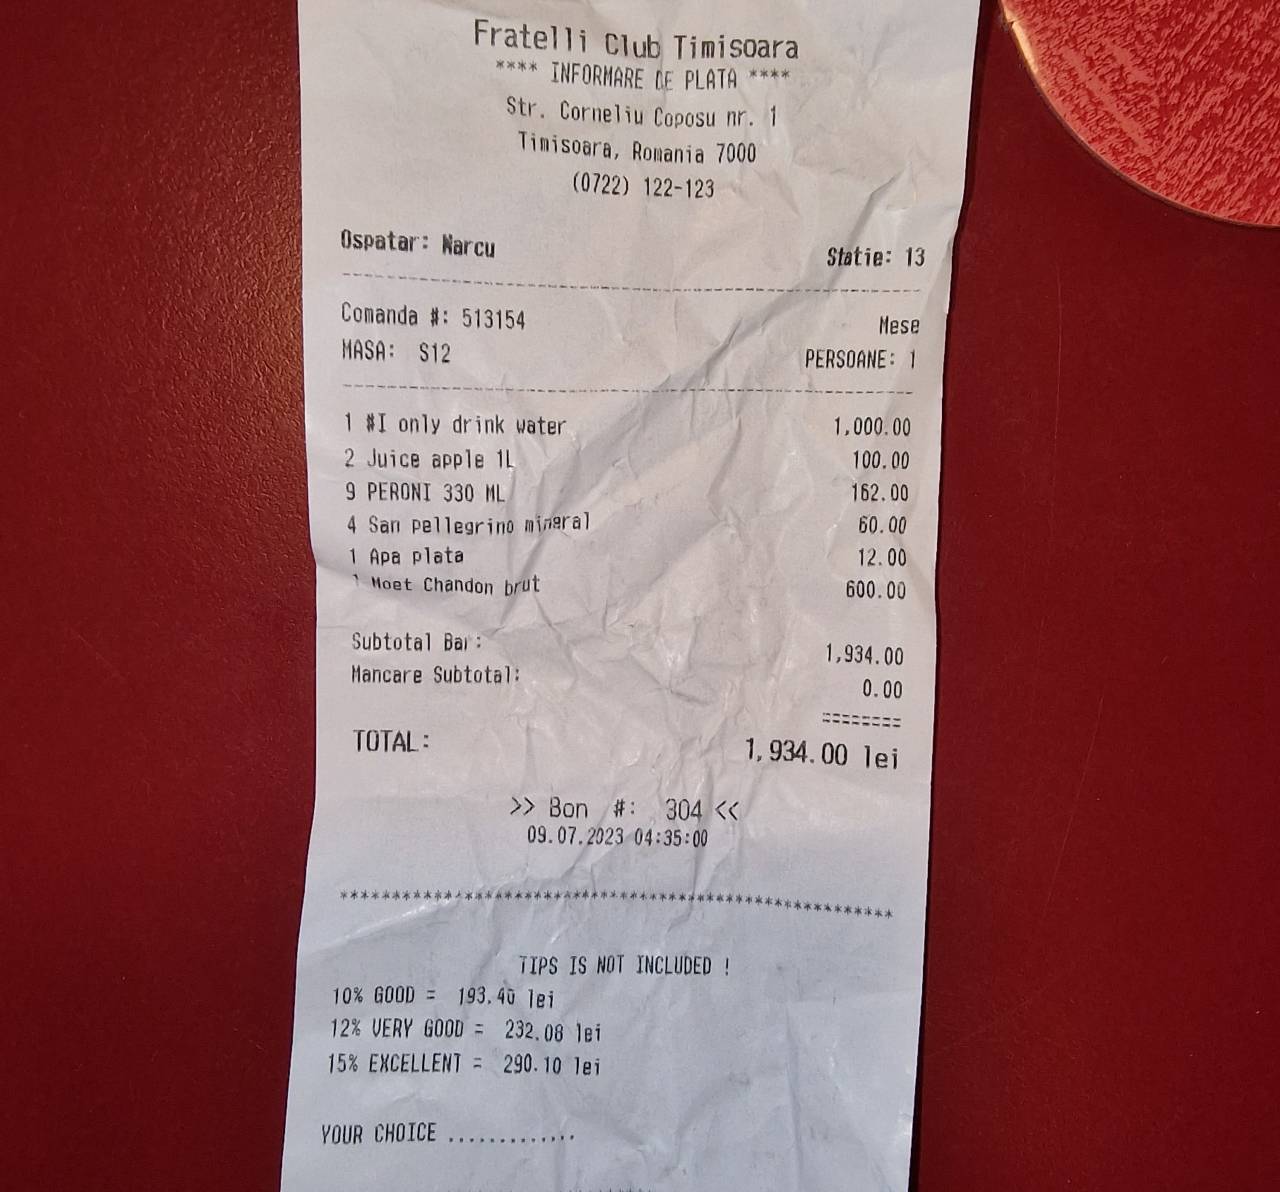 Fratelli Club Timisoara
**** INFORMARE DE PLATA ****
Str. Corneliu Coposu nr. 1
Timisoara, Romania 7000
(0722) 122-123
Ospatar: Narcu Statie: 13
Comanda #: 513154 Mese
MASA: S12 PERSOANE: 1
1 #I only drink water 1,000.00
2 Juice apple 1L 100.00
9 PERONI 330 ML 162.00
4 San pellegrino mineral 60.00
1 Apa plata 12.00
1 Moet Chandon brut 600.00
Subtotal Bar: 1,934.00
Mancare Subtotal: 0.00
========
TOTAL: 1,934.00 lei
>> Bon #: 304 <<
09.07.2023 04:35:00
TIPS IS NOT INCLUDED !
10% GOOD = 193.40 lei
12% VERY GOOD = 232.08 lei
15% EXCELLENT = 290.10 lei
YOUR CHOICE .............